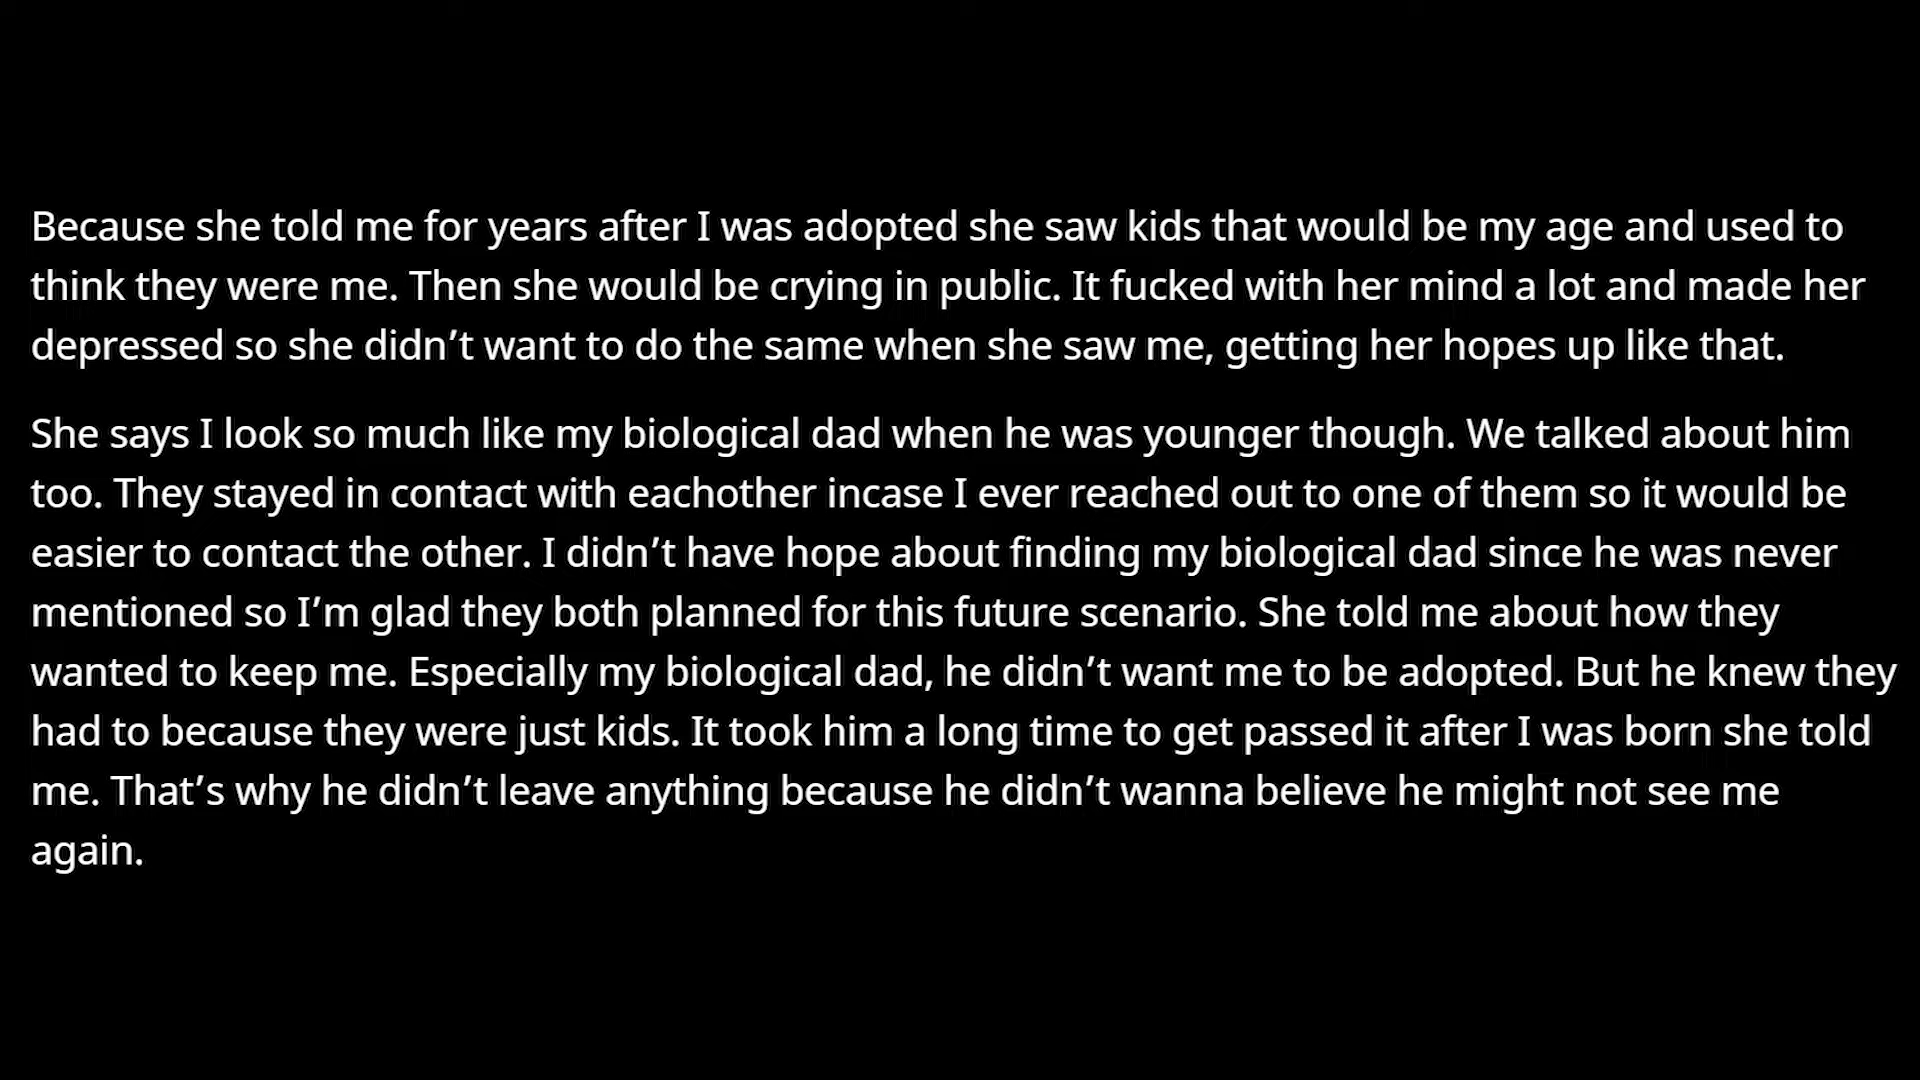 Because she told me for years after I was adopted she saw kids that would be my age and used to
think they were me. Then she would be crying in public. It fucked with her mind a lot and made her
depressed so she didn’t want to do the same when she saw me, getting her hopes up like that.
She says I look so much like my biological dad when he was younger though. We talked about him
too. They stayed in contact with eachother incase I ever reached out to one of them so it would be
easier to contact the other. I didn’t have hope about finding my biological dad since he was never
mentioned so I’m glad they both planned for this future scenario. She told me about how they
wanted to keep me. Especially my biological dad, he didn’t want me to be adopted. But he knew they
had to because they were just kids. It took him a long time to get passed it after I was born she told
me. That’s why he didn’t leave anything because he didn’t wanna believe he might not see me
again.